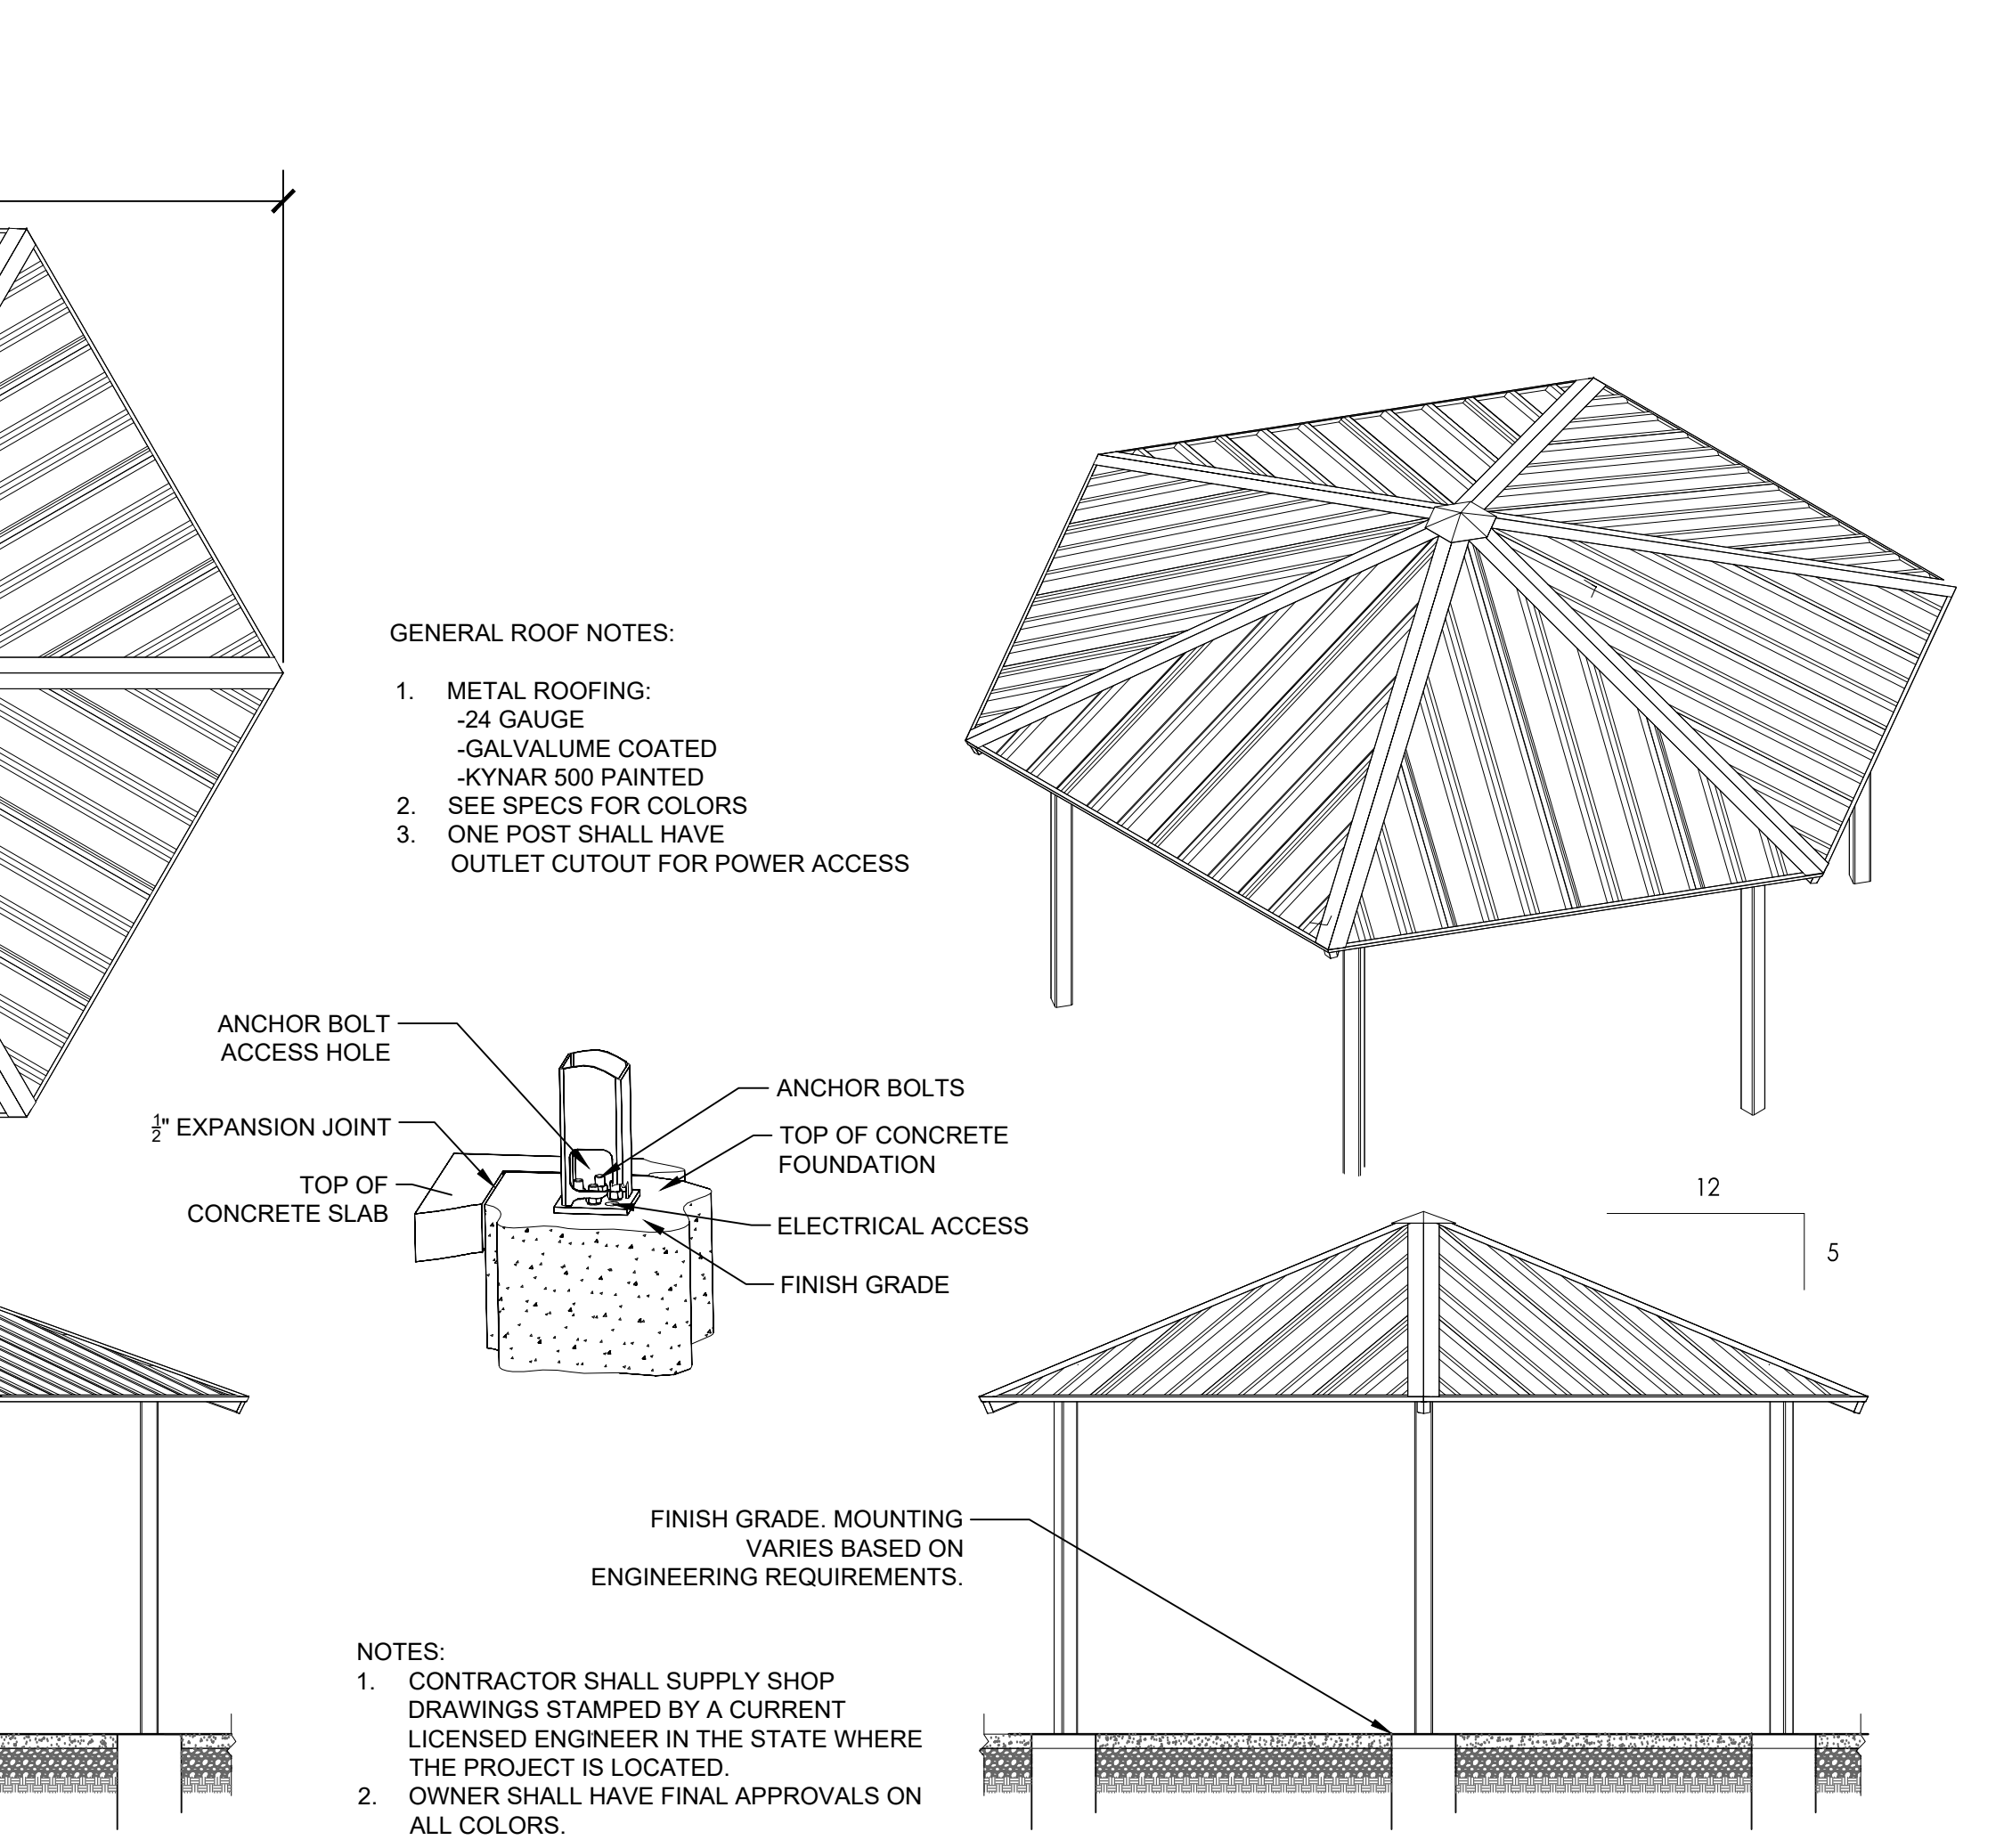 GENERAL ROOF NOTES:
1. METAL ROOFING:
-24 GAUGE
-GALVALUME COATED
-KYNAR 500 PAINTED
2. SEE SPECS FOR COLORS
3. ONE POST SHALL HAVE
OUTLET CUTOUT FOR POWER ACCESS
ANCHOR BOLT
ACCESS HOLE
½" EXPANSION JOINT
TOP OF
CONCRETE SLAB
ANCHOR BOLTS
TOP OF CONCRETE
FOUNDATION
ELECTRICAL ACCESS
FINISH GRADE
12
5
FINISH GRADE. MOUNTING
VARIES BASED ON
ENGINEERING REQUIREMENTS.
NOTES:
1. CONTRACTOR SHALL SUPPLY SHOP
DRAWINGS STAMPED BY A CURRENT
LICENSED ENGINEER IN THE STATE WHERE
THE PROJECT IS LOCATED.
2. OWNER SHALL HAVE FINAL APPROVALS ON
ALL COLORS.